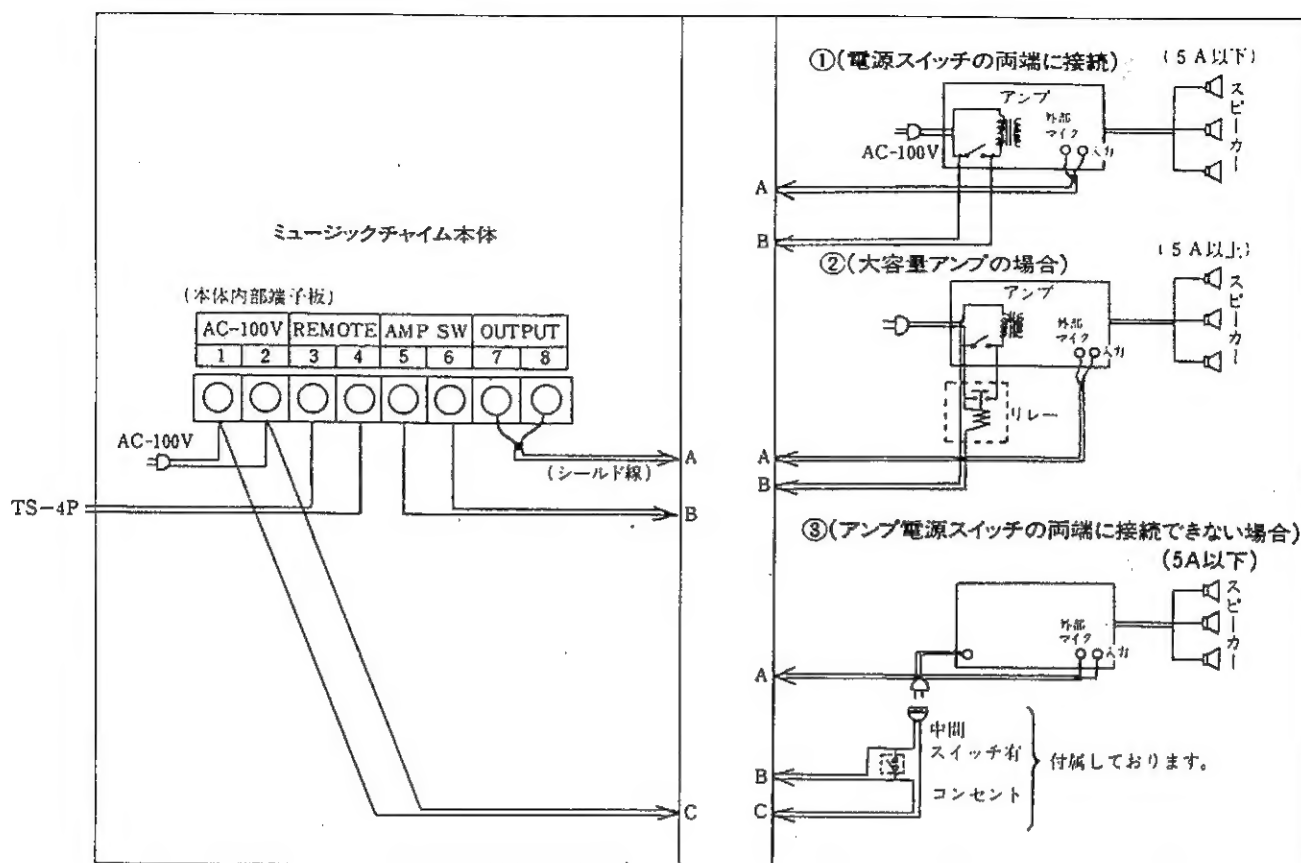 ミュージックチャイム本体
(本体内部端子板)
AC-100V REMOTE AMP SW OUTPUT
1 2 3 4 5 6 7 8
AC-100V
(シールド線)
TS-4P
A
B
C
①(電源スイッチの両端に接続)
(5A以下)
アンプ
外部
マイク
入力
AC-100V
スピーカー
A
B
②(大容量アンプの場合)
(5A以上)
アンプ
外部
マイク
入力
リレー
スピーカー
A
B
③(アンプ電源スイッチの両端に接続できない場合)
(5A以下)
外部
マイク
入力
スピーカー
A
中間
スイッチ有
コンセント
付属しております。
B
C